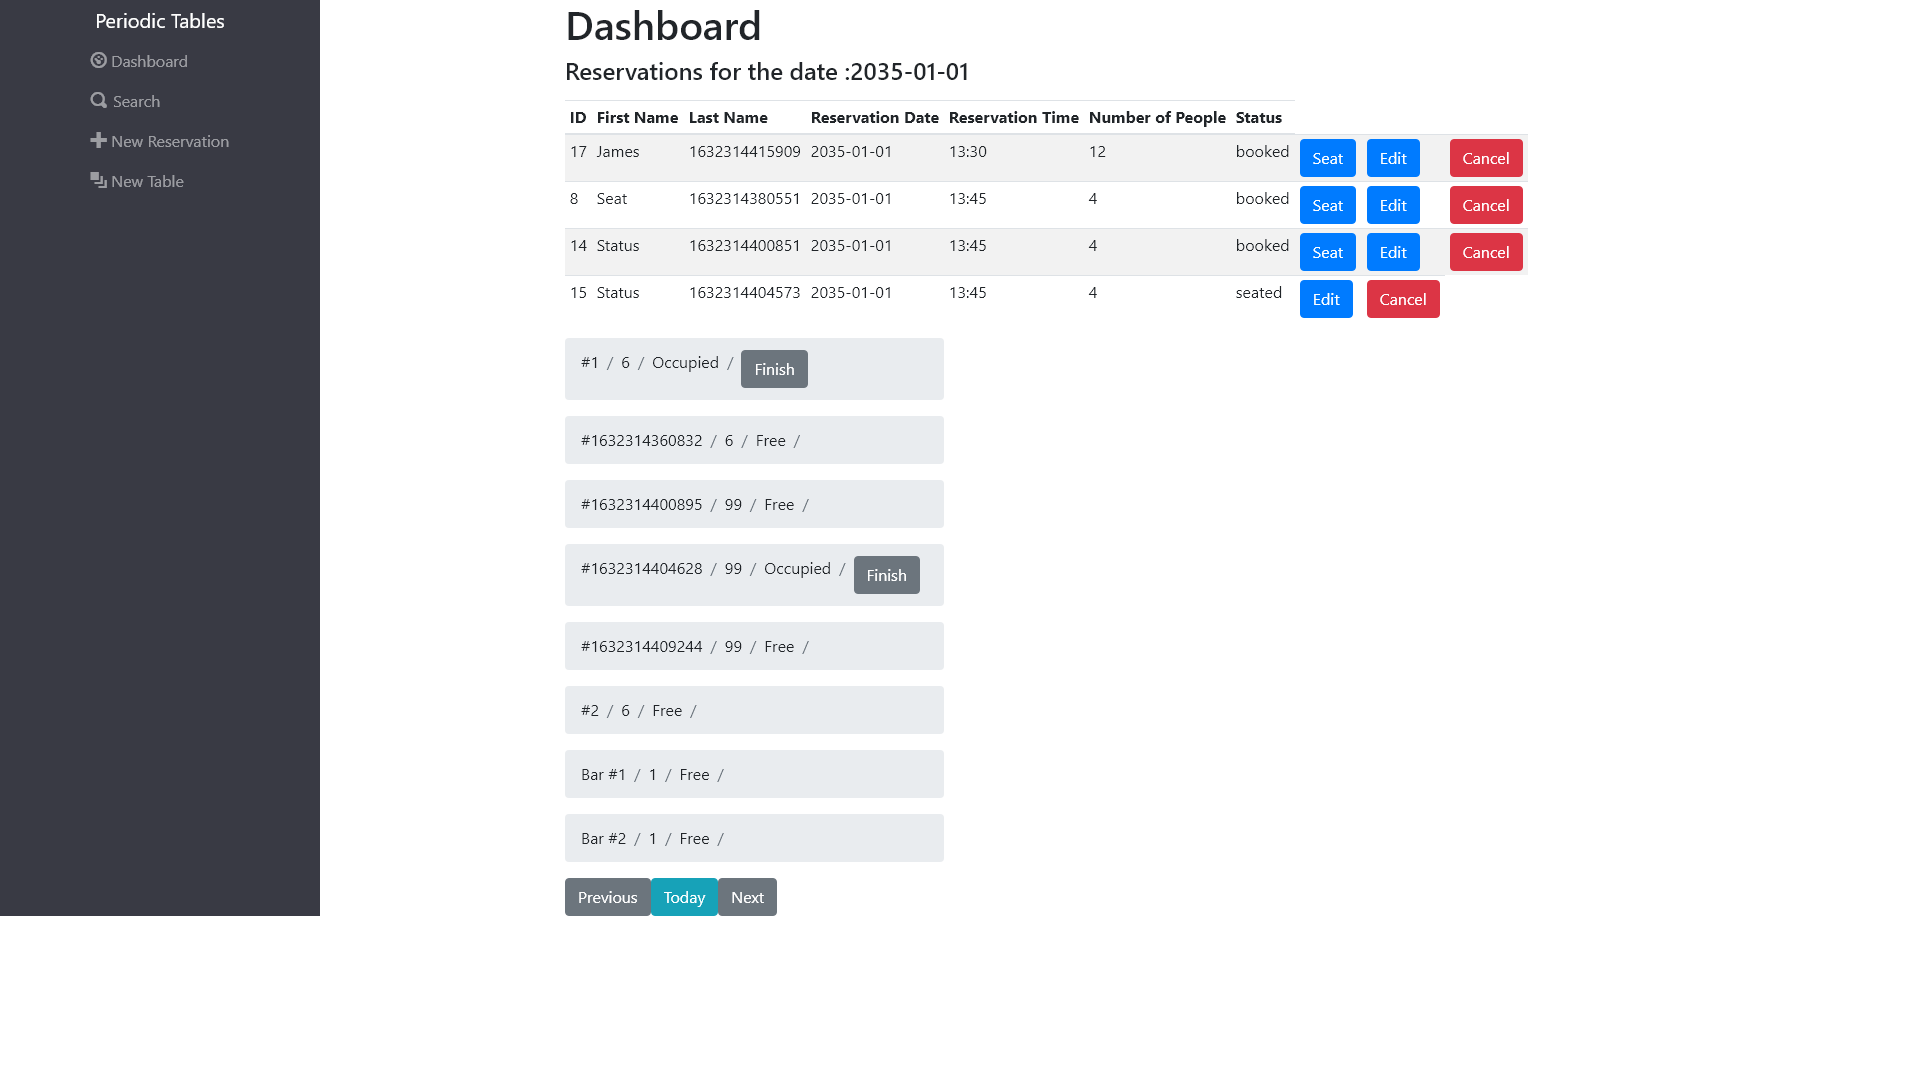 Periodic Tables
Dashboard
Search
New Reservation
New Table
Dashboard
Reservations for the date :2035-01-01
ID First Name Last Name Reservation Date Reservation Time Number of People Status
17 James 1632314415909 2035-01-01 13:30 12 booked Seat Edit Cancel
8 Seat 1632314380551 2035-01-01 13:45 4 booked Seat Edit Cancel
14 Status 1632314400851 2035-01-01 13:45 4 booked Seat Edit Cancel
15 Status 1632314404573 2035-01-01 13:45 4 seated Edit Cancel
#1 / 6 / Occupied / Finish
#1632314360832 / 6 / Free /
#1632314400895 / 99 / Free /
#1632314404628 / 99 / Occupied / Finish
#1632314409244 / 99 / Free /
#2 / 6 / Free /
Bar #1 / 1 / Free /
Bar #2 / 1 / Free /
Previous Today Next